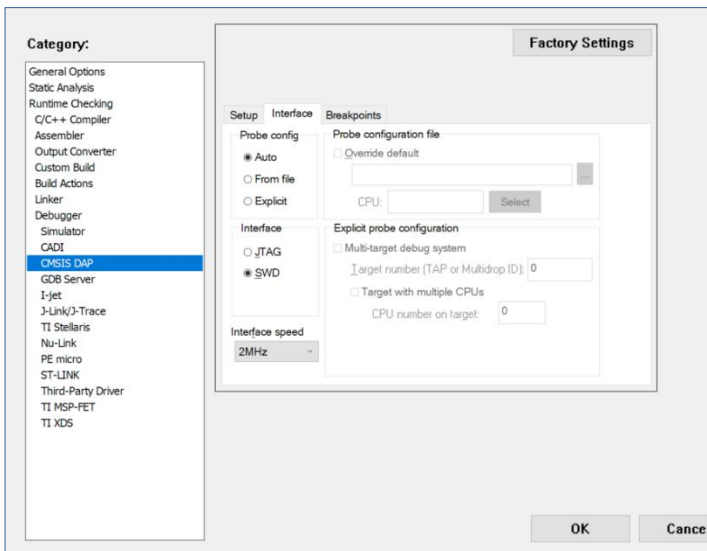 Category:
General Options
Static Analysis
Runtime Checking
C/C++ Compiler
Assembler
Output Converter
Custom Build
Build Actions
Linker
Debugger
Simulator
CADI
CMSIS DAP
GDB Server
I-jet
J-Link/J-Trace
TI Stellaris
Nu-Link
PE micro
ST-LINK
Third-Party Driver
TI MSP-FET
TI XDS
Factory Settings
Setup Interface Breakpoints
Probe config
Auto
From file
Explicit
Probe configuration file
Override default
...
CPU: Select
Interface
JTAG
SWD
Explicit probe configuration
Multi-target debug system
Target number (TAP or Multidrop ID): 0
Target with multiple CPUs
CPU number on target: 0
Interface speed
2MHz
OK Cance